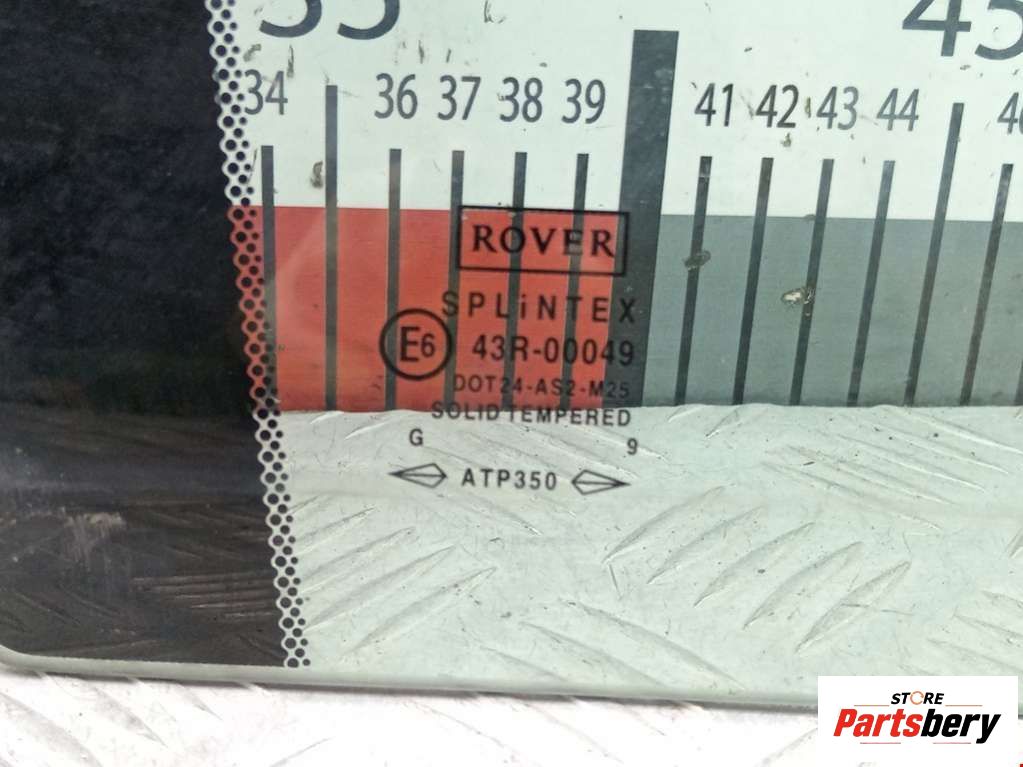 35 45
34 36 37 38 39 41 42 43 44
ROVER
SPLiNTEX
E6 43R-00049
DOT24-AS2-M25
SOLID TEMPERED
G 9
ATP350
STORE
Partsbery